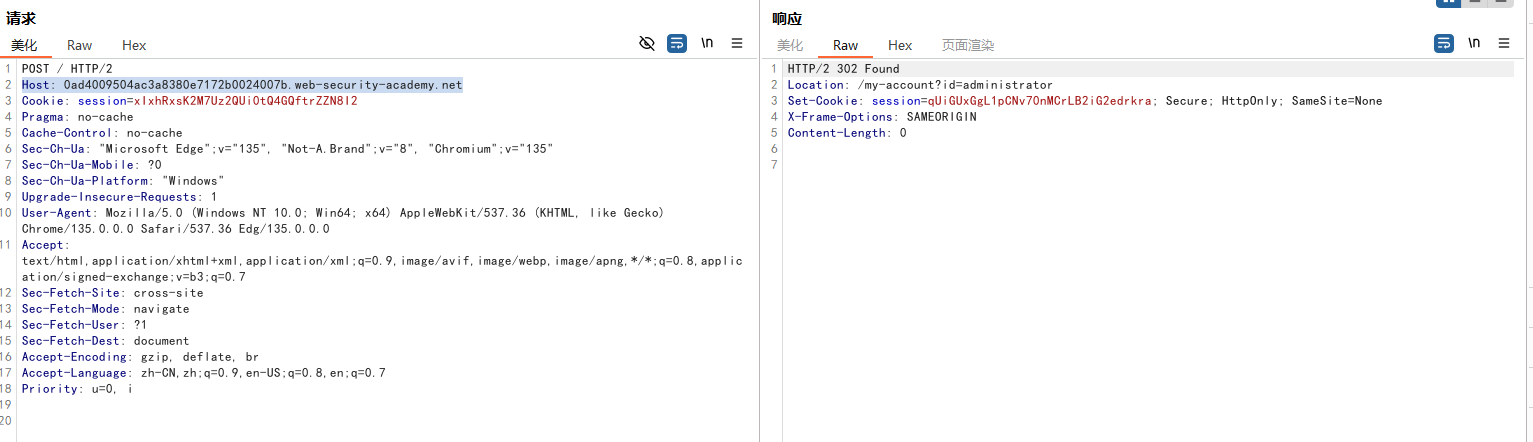 请求
美化 Raw Hex \n
1 POST / HTTP/2
2 Host: 0ad4009504ac3a8380e7172b0024007b.web-security-academy.net
3 Cookie: session=xIxhRxsK2M7Uz2QUi0tQ4GQftrZZN8I2
4 Pragma: no-cache
5 Cache-Control: no-cache
6 Sec-Ch-Ua: "Microsoft Edge";v="135", "Not-A.Brand";v="8", "Chromium";v="135"
7 Sec-Ch-Ua-Mobile: ?0
8 Sec-Ch-Ua-Platform: "Windows"
9 Upgrade-Insecure-Requests: 1
10 User-Agent: Mozilla/5.0 (Windows NT 10.0; Win64; x64) AppleWebKit/537.36 (KHTML, like Gecko)
Chrome/135.0.0.0 Safari/537.36 Edg/135.0.0.0
11 Accept:
text/html,application/xhtml+xml,application/xml;q=0.9,image/avif,image/webp,image/apng,*/*;q=0.8,applic
ation/signed-exchange;v=b3;q=0.7
12 Sec-Fetch-Site: cross-site
13 Sec-Fetch-Mode: navigate
14 Sec-Fetch-User: ?1
15 Sec-Fetch-Dest: document
16 Accept-Encoding: gzip, deflate, br
17 Accept-Language: zh-CN,zh;q=0.9,en-US;q=0.8,en;q=0.7
18 Priority: u=0, i
19
20
响应
美化 Raw Hex 页面渲染 \n
1 HTTP/2 302 Found
2 Location: /my-account?id=administrator
3 Set-Cookie: session=qUiGUxGgL1pCNv70nMCrLB2iG2edrkra; Secure; HttpOnly; SameSite=None
4 X-Frame-Options: SAMEORIGIN
5 Content-Length: 0
6
7